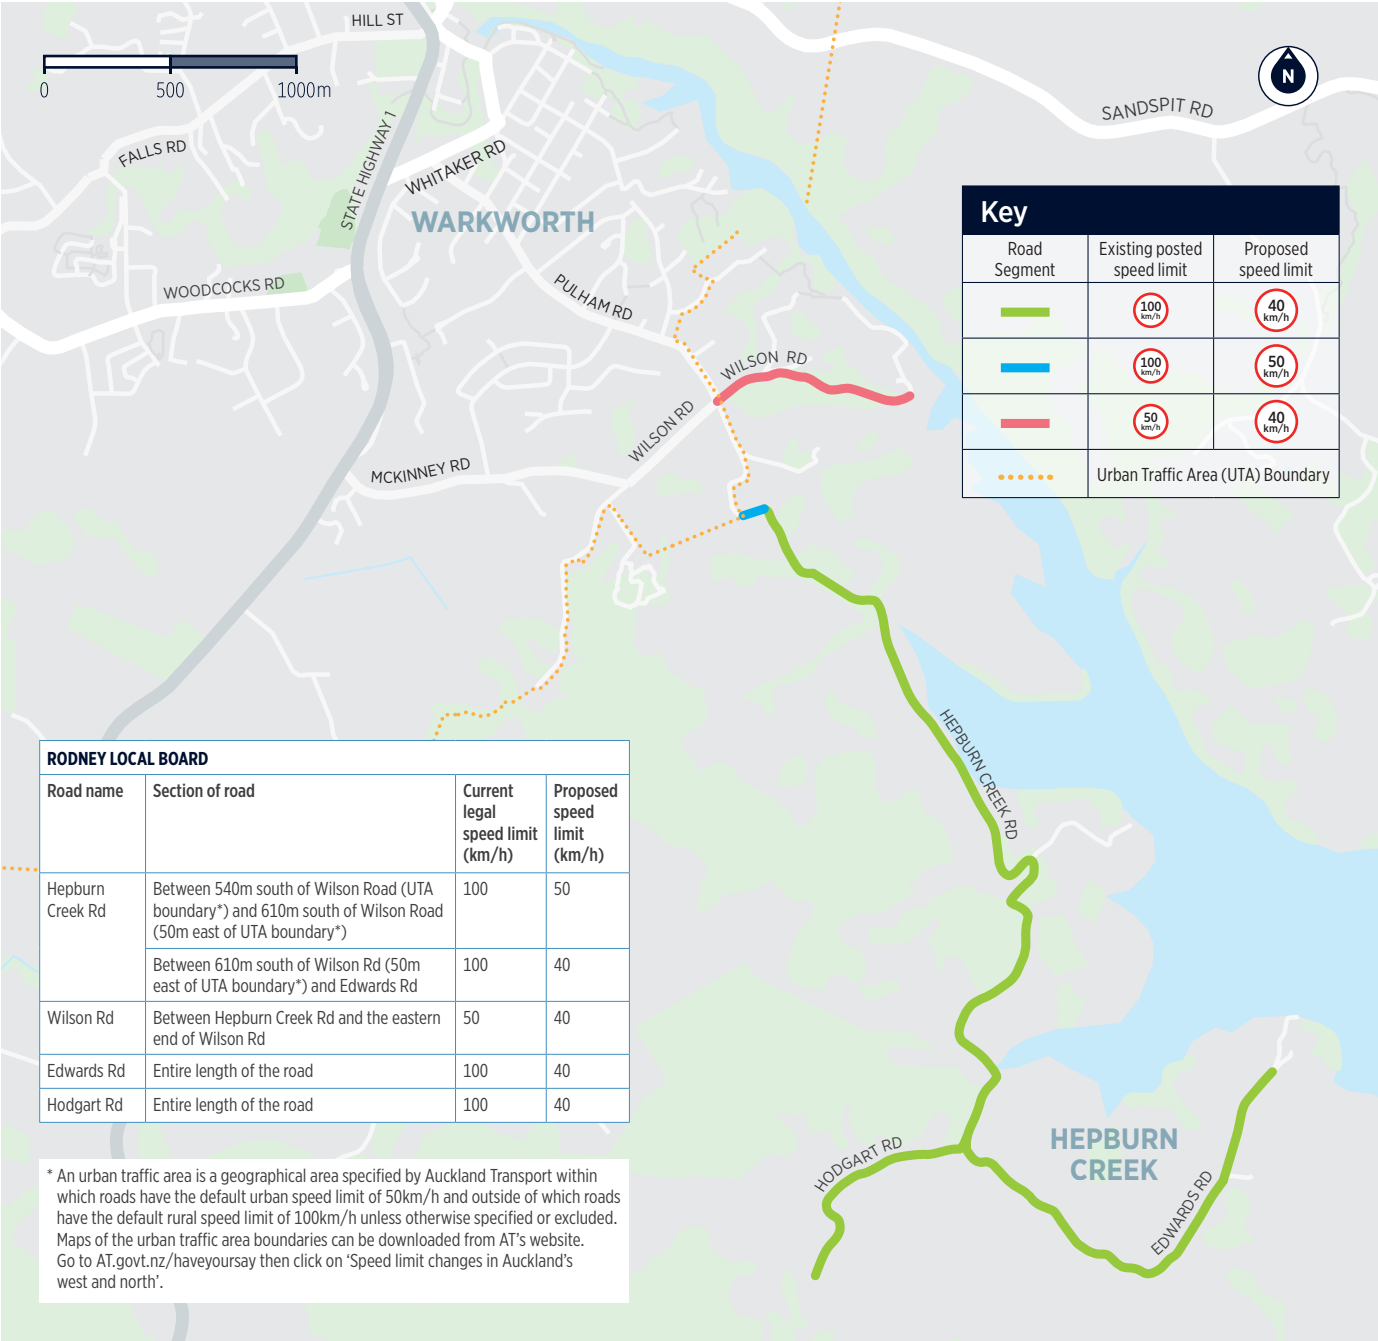 HILL ST
0 500 1000m
N
SANDSPIT RD
FALLS RD
STATE HIGHWAY 1
WHITAKER RD
WARKWORTH
WOODCOCKS RD
PULHAM RD
WILSON RD
WILSON RD
MCKINNEY RD
Key
Road Segment
Existing posted speed limit
Proposed speed limit
100 km/h
40 km/h
100 km/h
50 km/h
50 km/h
40 km/h
Urban Traffic Area (UTA) Boundary
HEPBURN CREEK RD
RODNEY LOCAL BOARD
Road name
Section of road
Current legal speed limit (km/h)
Proposed speed limit (km/h)
Hepburn Creek Rd
Between 540m south of Wilson Road (UTA
boundary*) and 610m south of Wilson Road
(50m east of UTA boundary*)
100
50
Between 610m south of Wilson Rd (50m
east of UTA boundary*) and Edwards Rd
100
40
Wilson Rd
Between Hepburn Creek Rd and the eastern
end of Wilson Rd
50
40
Edwards Rd
Entire length of the road
100
40
Hodgart Rd
Entire length of the road
100
40
HODGART RD
HEPBURN
CREEK
EDWARDS RD
* An urban traffic area is a geographical area specified by Auckland Transport within
which roads have the default urban speed limit of 50km/h and outside of which roads
have the default rural speed limit of 100km/h unless otherwise specified or excluded.
Maps of the urban traffic area boundaries can be downloaded from AT's website.
Go to AT.govt.nz/haveyoursay then click on ‘Speed limit changes in Auckland’s
west and north’.